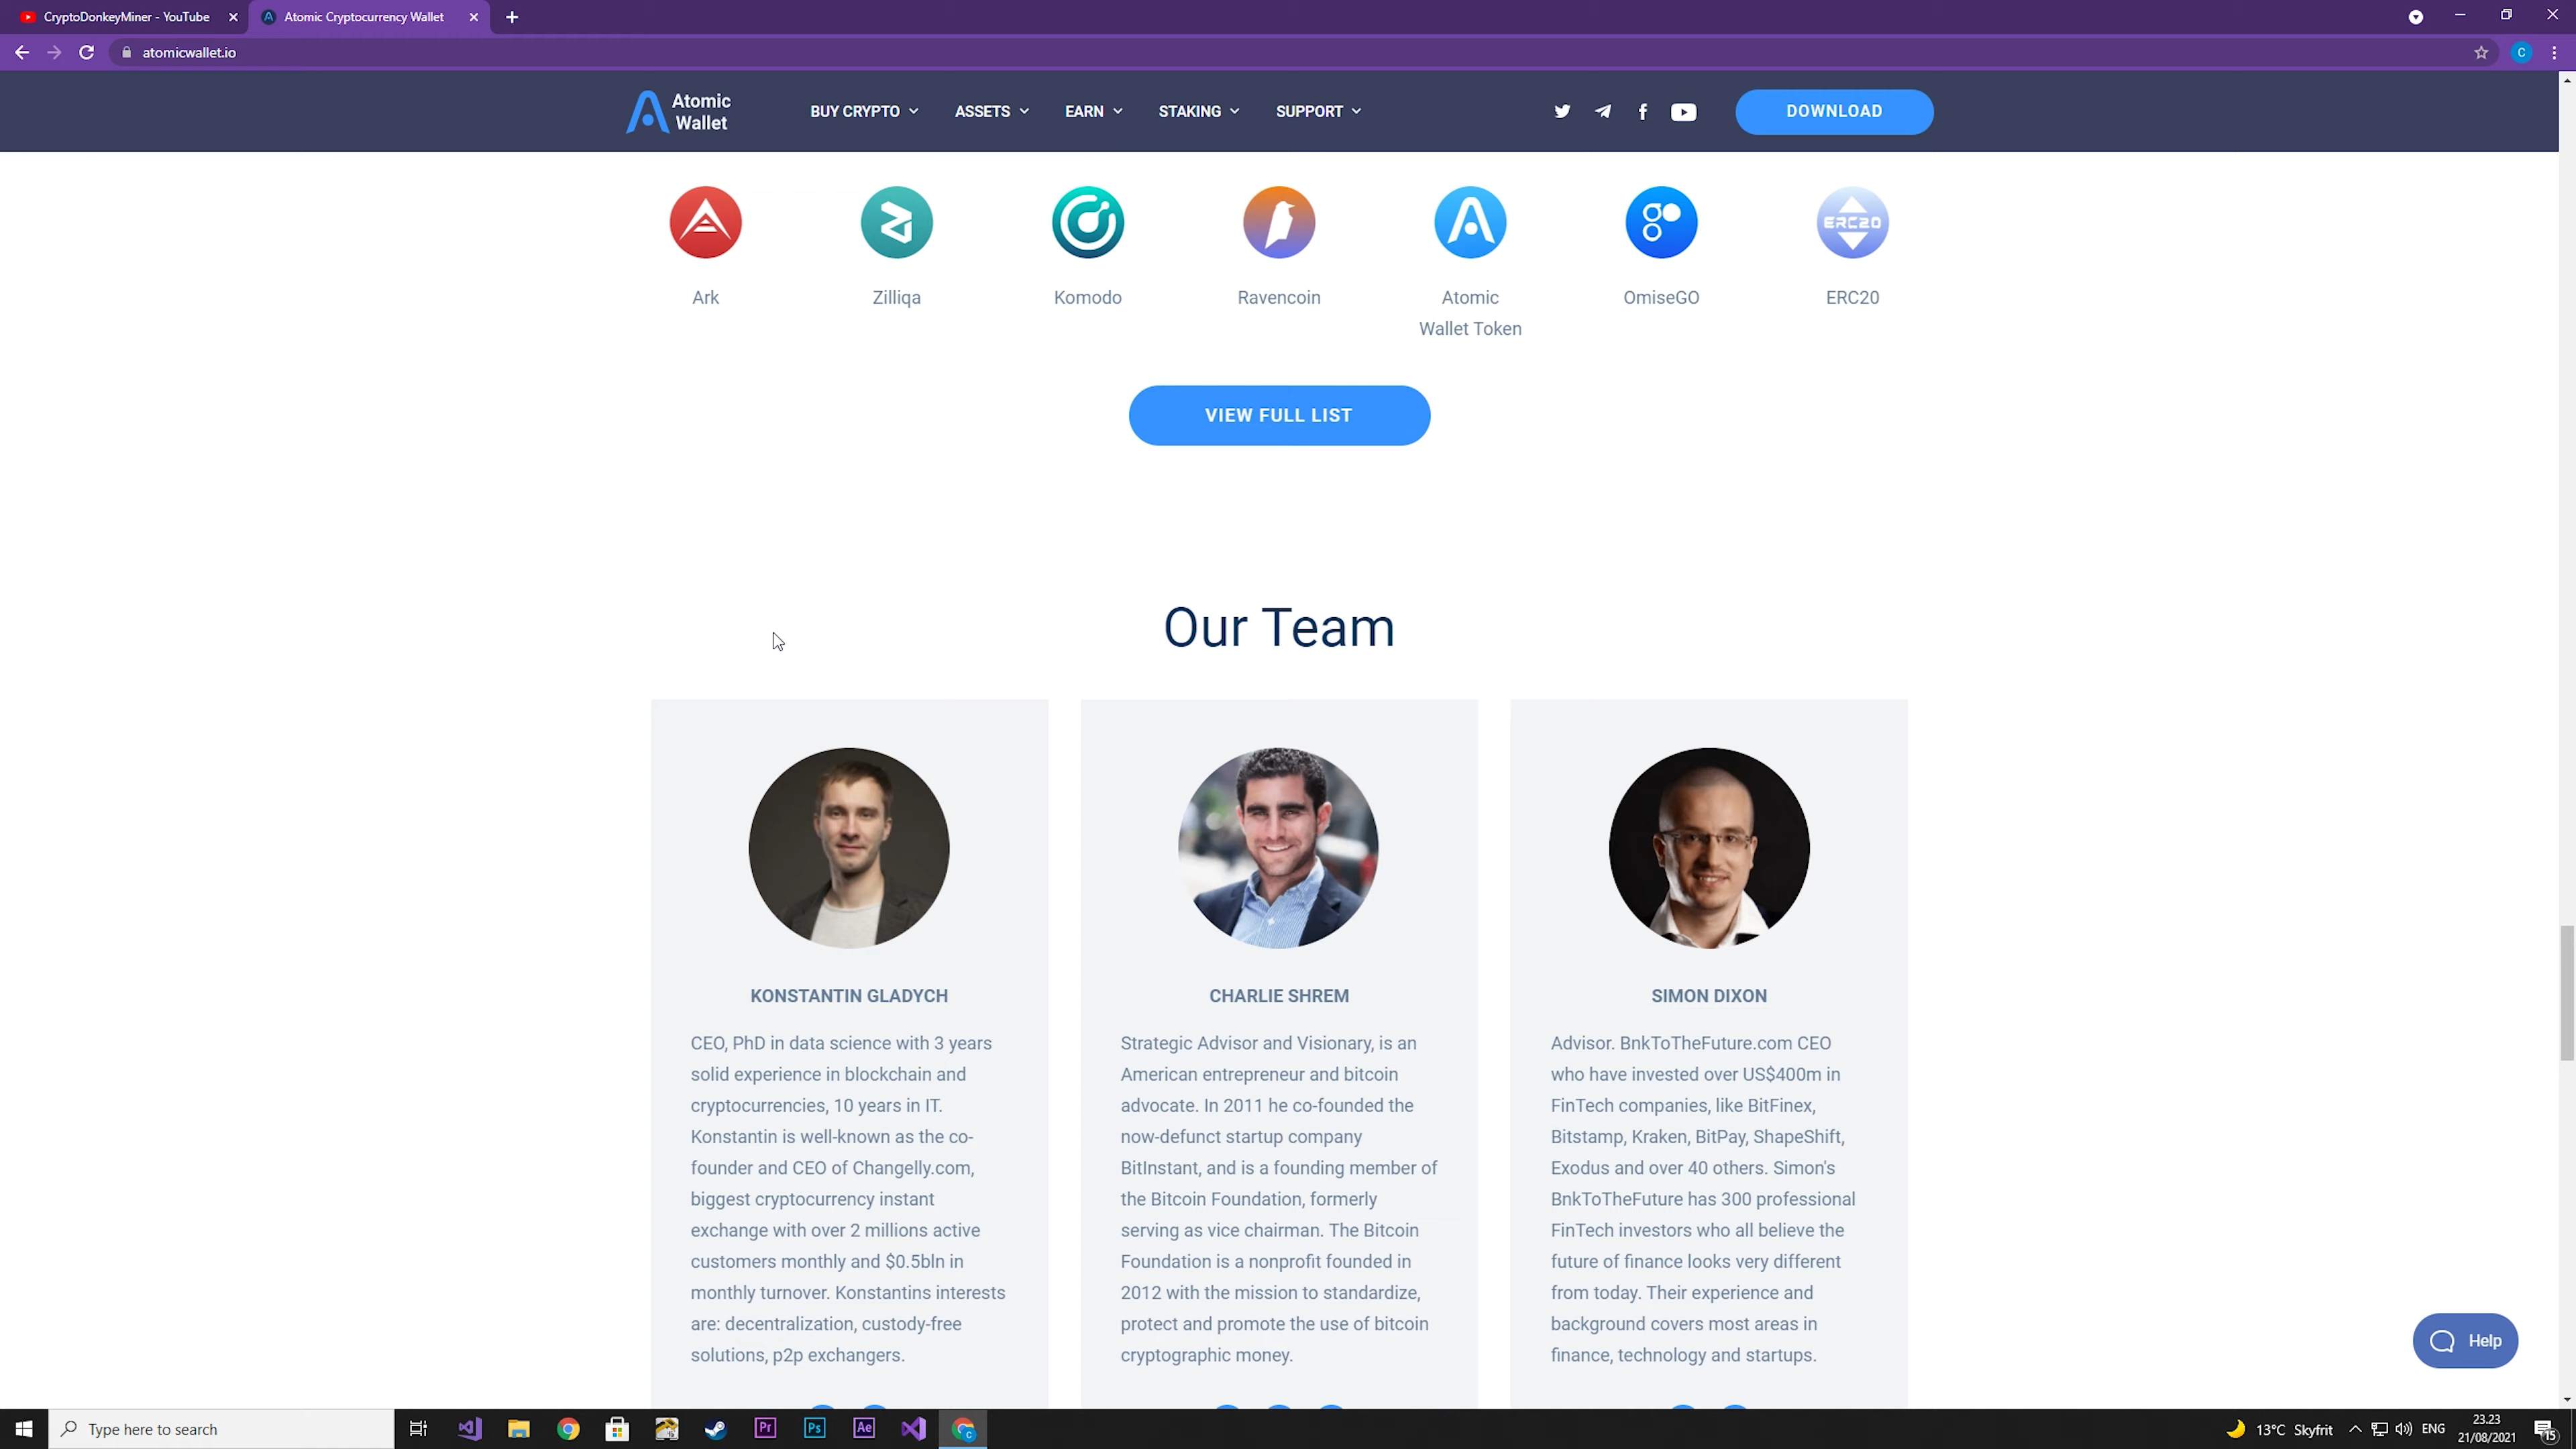 CryptoDonkeyMiner - YouTube
Atomic Cryptocurrency Wallet
atomicwallet.io
C
Atomic
Wallet
BUY CRYPTO
ASSETS
EARN
STAKING
SUPPORT
DOWNLOAD
ERC20
Ark
Zilliqa
Komodo
Ravencoin
Atomic
Wallet Token
OmiseGO
ERC20
VIEW FULL LIST
Our Team
KONSTANTIN GLADYCH
CEO, PhD in data science with 3 years
solid experience in blockchain and
cryptocurrencies, 10 years in IT.
Konstantin is well-known as the co-
founder and CEO of Changelly.com,
biggest cryptocurrency instant
exchange with over 2 millions active
customers monthly and $0.5bln in
monthly turnover. Konstantins interests
are: decentralization, custody-free
solutions, p2p exchangers.
CHARLIE SHREM
Strategic Advisor and Visionary, is an
American entrepreneur and bitcoin
advocate. In 2011 he co-founded the
now-defunct startup company
BitInstant, and is a founding member of
the Bitcoin Foundation, formerly
serving as vice chairman. The Bitcoin
Foundation is a nonprofit founded in
2012 with the mission to standardize,
protect and promote the use of bitcoin
cryptographic money.
SIMON DIXON
Advisor. BnkToTheFuture.com CEO
who have invested over US$400m in
FinTech companies, like BitFinex,
Bitstamp, Kraken, BitPay, ShapeShift,
Exodus and over 40 others. Simon's
BnkToTheFuture has 300 professional
FinTech investors who all believe the
future of finance looks very different
from today. Their experience and
background covers most areas in
finance, technology and startups.
Help
Type here to search
Pr
Ps
Ae
C
13°C Skyfrit
ENG
23.23
21/08/2021
15